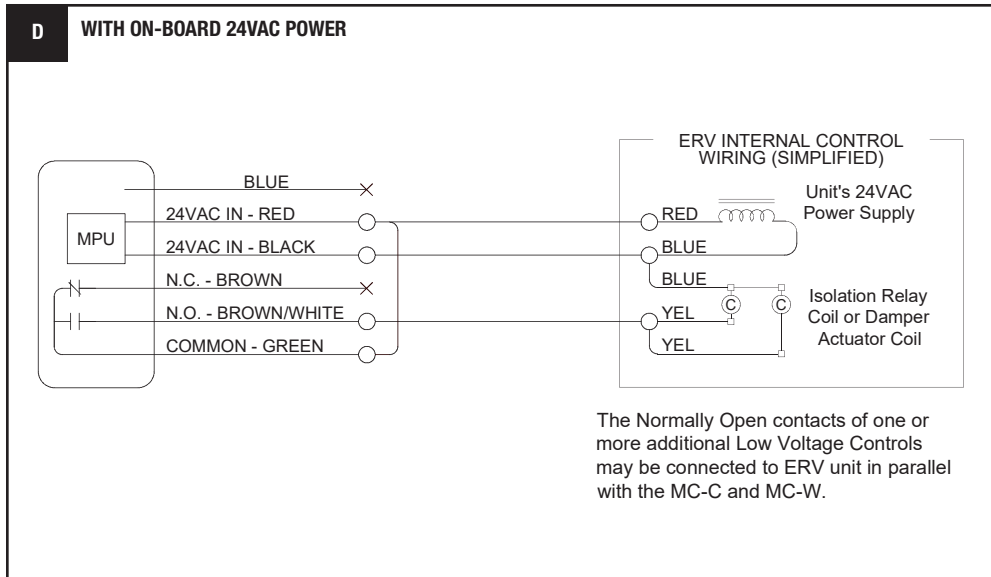 D
WITH ON-BOARD 24VAC POWER
ERV INTERNAL CONTROL
WIRING (SIMPLIFIED)
BLUE
24VAC IN - RED
MPU
24VAC IN - BLACK
N.C. - BROWN
N.O. - BROWN/WHITE
COMMON - GREEN
RED
Unit's 24VAC
Power Supply
BLUE
BLUE
C
C
YEL
YEL
Isolation Relay
Coil or Damper
Actuator Coil
The Normally Open contacts of one or
more additional Low Voltage Controls
may be connected to ERV unit in parallel
with the MC-C and MC-W.